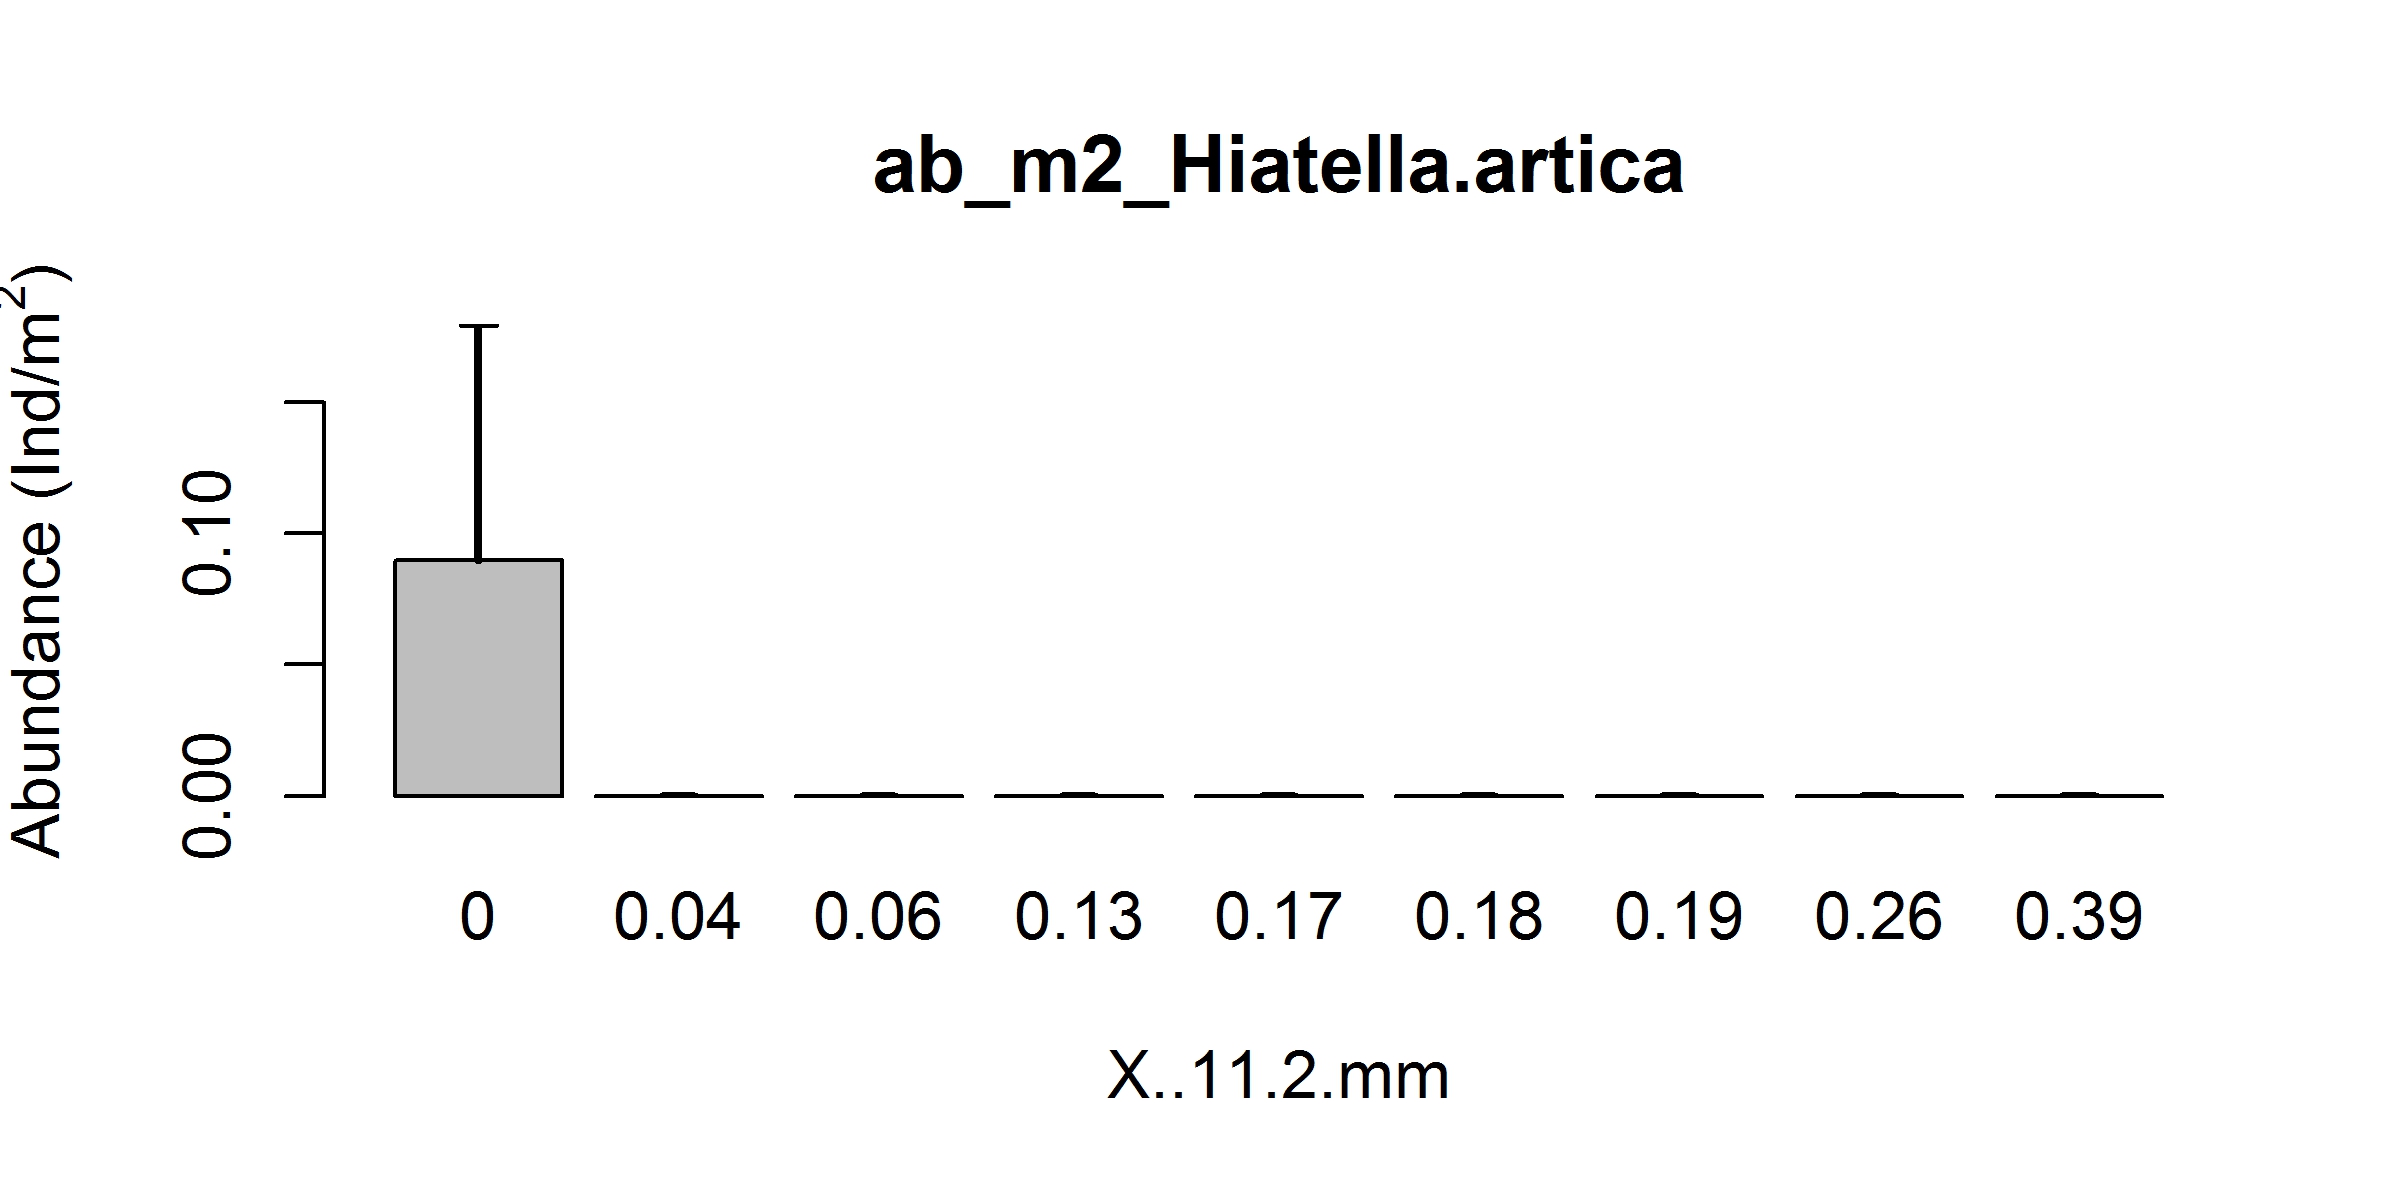 ab_m2_Hiatella.artica
Abundance (Ind/m²)
0.10
0.00
0 0.04 0.06 0.13 0.17 0.18 0.19 0.26 0.39
X..11.2.mm